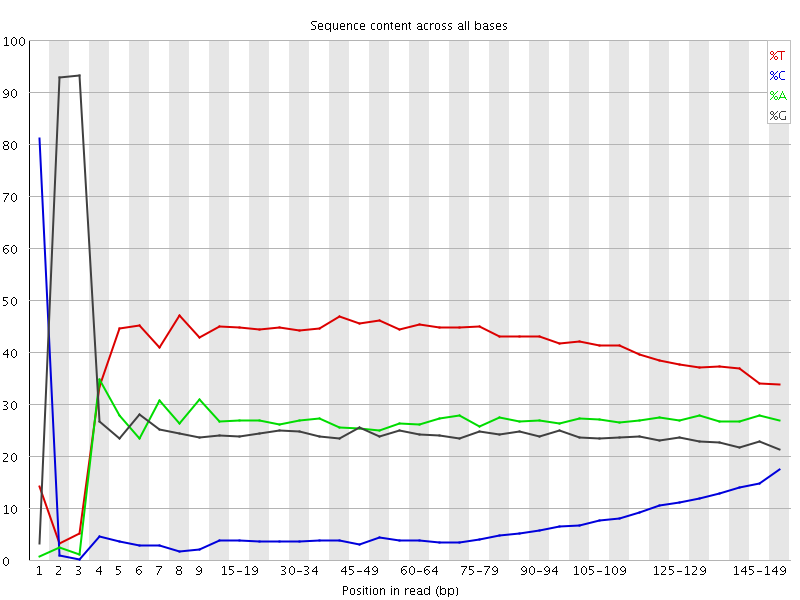 Sequence content across all bases
100
90
80
70
60
50
40
30
20
10
0
%T
%C
%A
%G
1 2 3 4 5 6 7 8 9 15-19 30-34 45-49 60-64 75-79 90-94 105-109 125-129 145-149
Position in read (bp)